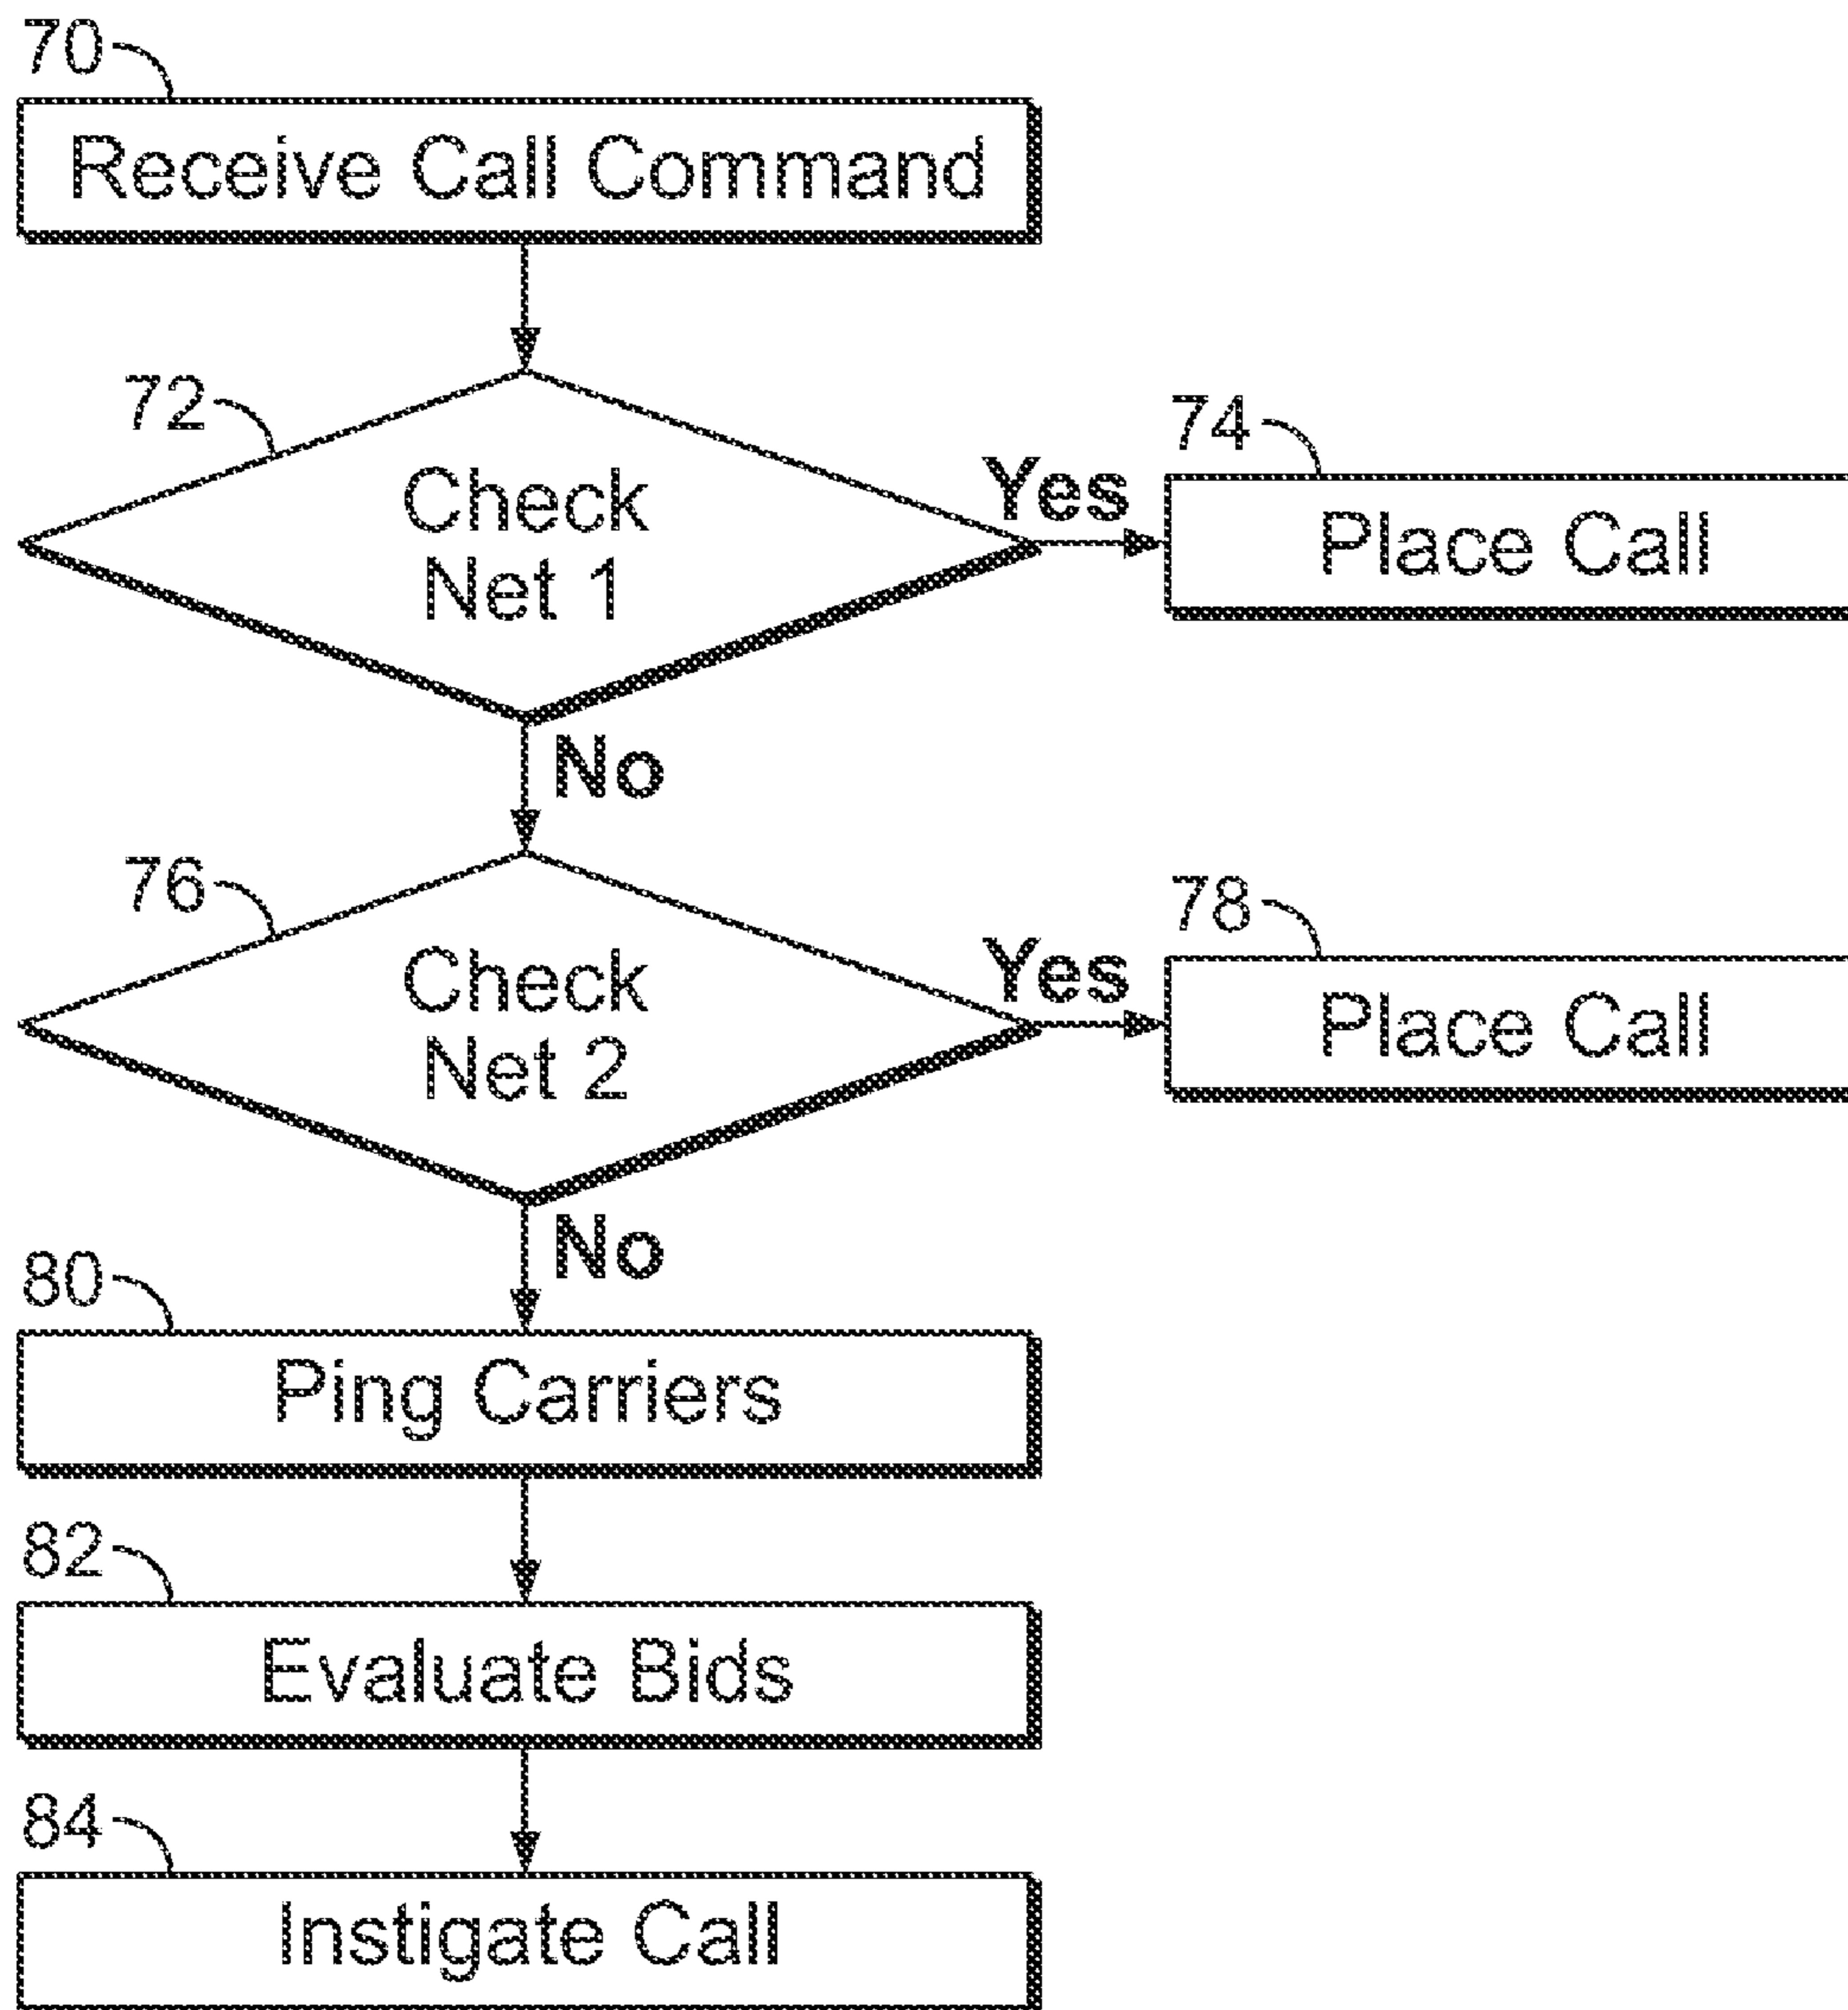 70
Receive Call Command
72
Check
Net 1
Yes
74
Place Call
No
76
Check
Net 2
Yes
78
Place Call
No
80
Ping Carriers
82
Evaluate Bids
84
Instigate Call